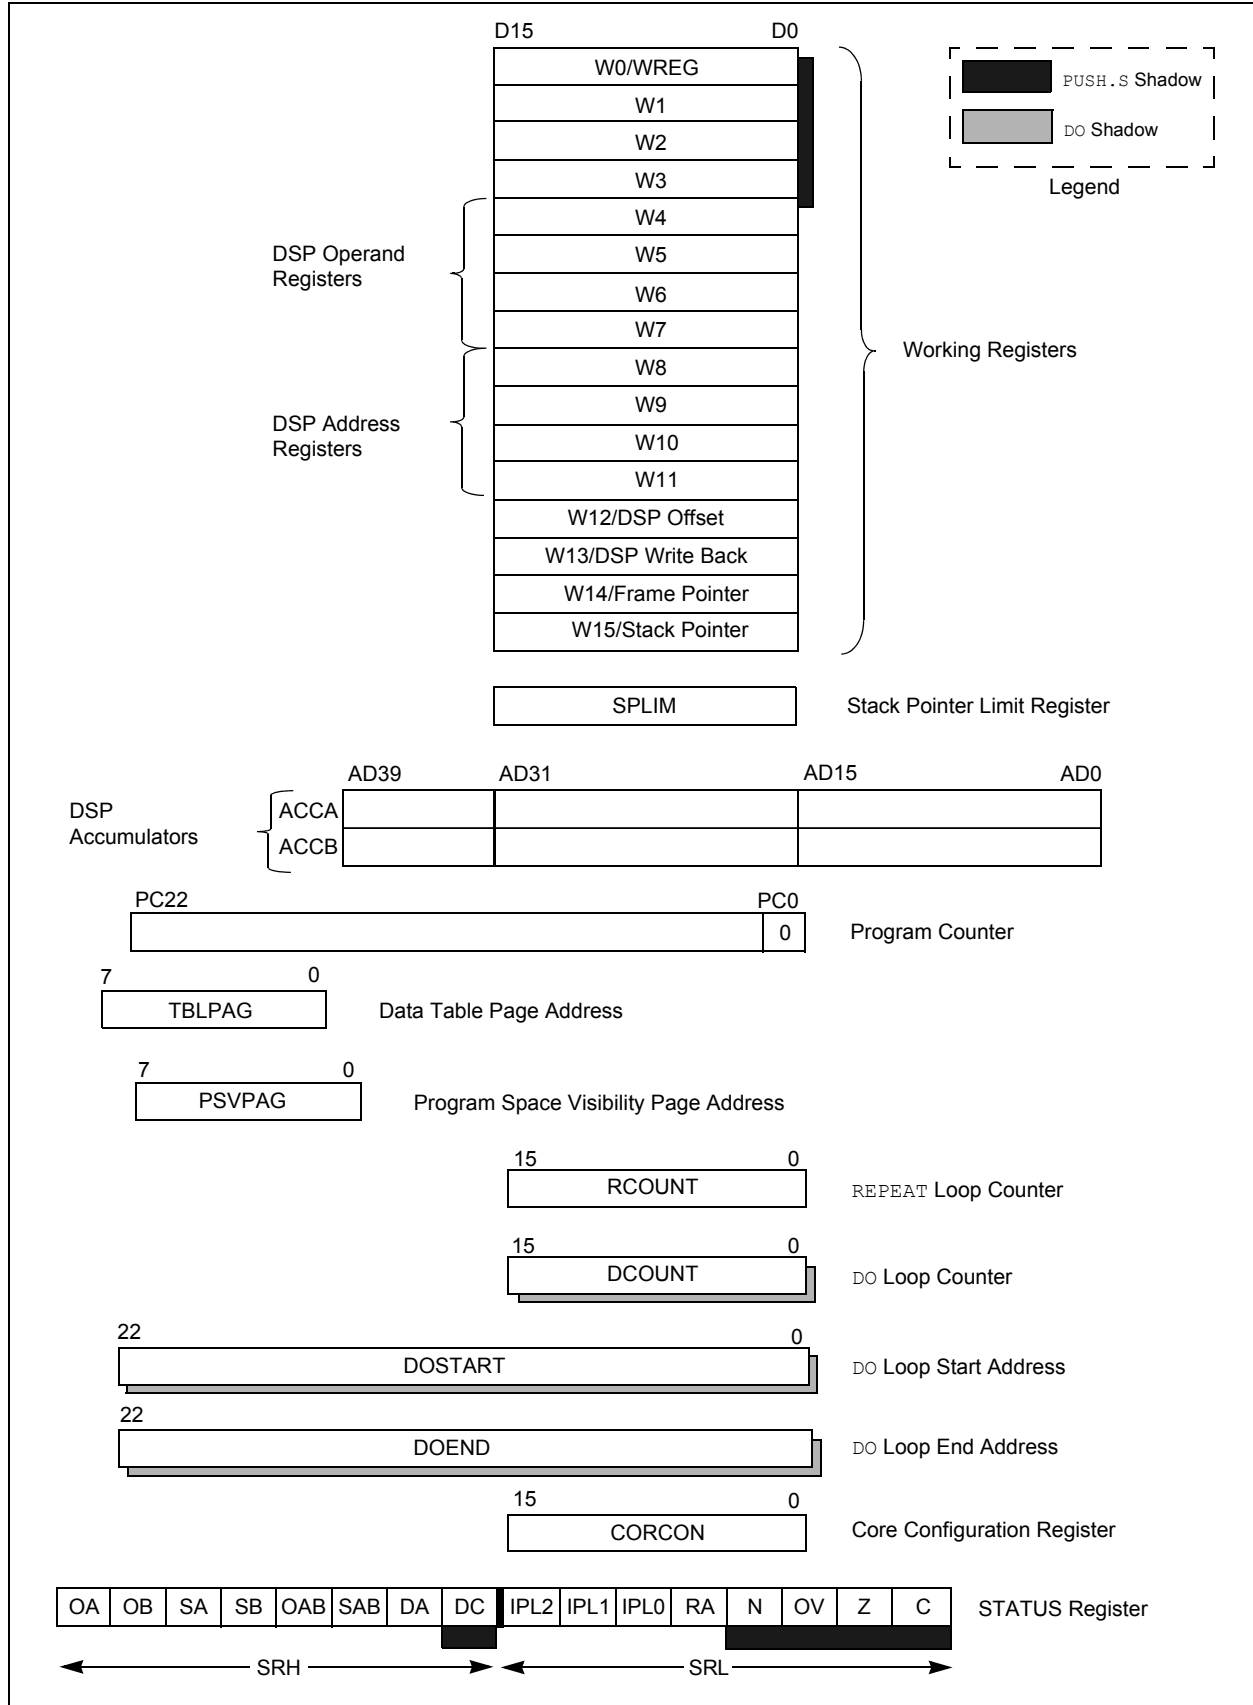 D15 D0
W0/WREG
W1
W2
W3
W4
W5
W6
W7
W8
W9
W10
W11
W12/DSP Offset
W13/DSP Write Back
W14/Frame Pointer
W15/Stack Pointer
PUSH.S Shadow
DO Shadow
Legend
DSP Operand
Registers
DSP Address
Registers
Working Registers
SPLIM Stack Pointer Limit Register
AD39 AD31 AD15 AD0
DSP
Accumulators
ACCA
ACCB
PC22 PC0
0 Program Counter
7 0
TBLPAG Data Table Page Address
7 0
PSVPAG Program Space Visibility Page Address
15 0
RCOUNT REPEAT Loop Counter
15 0
DCOUNT DO Loop Counter
22 0
DOSTART DO Loop Start Address
22
DOEND DO Loop End Address
15 0
CORCON Core Configuration Register
OA OB SA SB OAB SAB DA DC IPL2 IPL1 IPL0 RA N OV Z C STATUS Register
SRH SRL